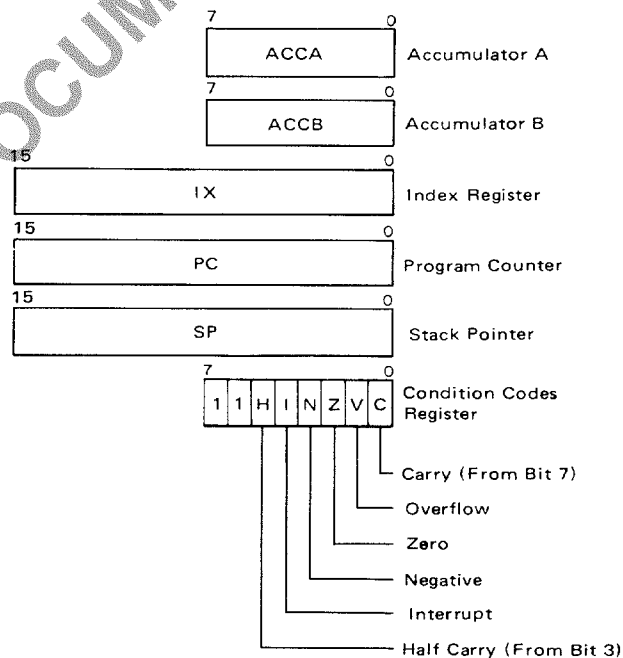 7 0
ACCA Accumulator A
7 0
ACCB Accumulator B
15 0
IX Index Register
15 0
PC Program Counter
15 0
SP Stack Pointer
7 0
1 1 H I N Z V C Condition Codes
Register
Carry (From Bit 7)
Overflow
Zero
Negative
Interrupt
Half Carry (From Bit 3)